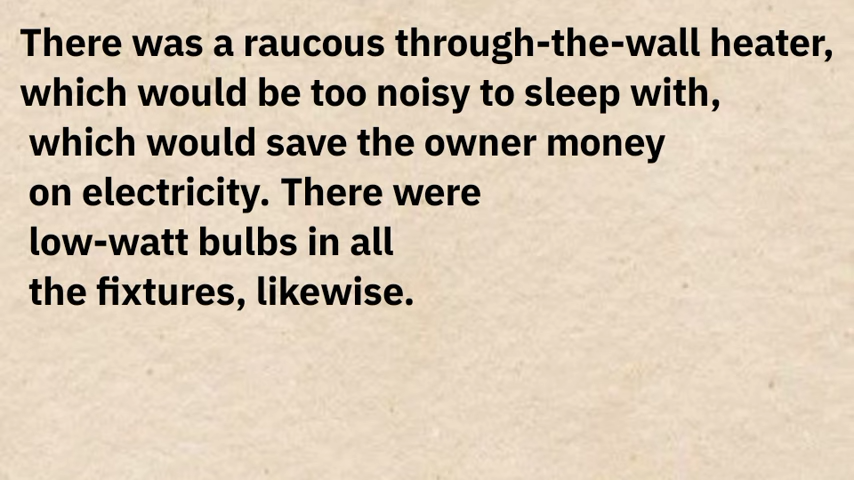 There was a raucous through-the-wall heater,
which would be too noisy to sleep with,
which would save the owner money
on electricity. There were
low-watt bulbs in all
the fixtures, likewise.